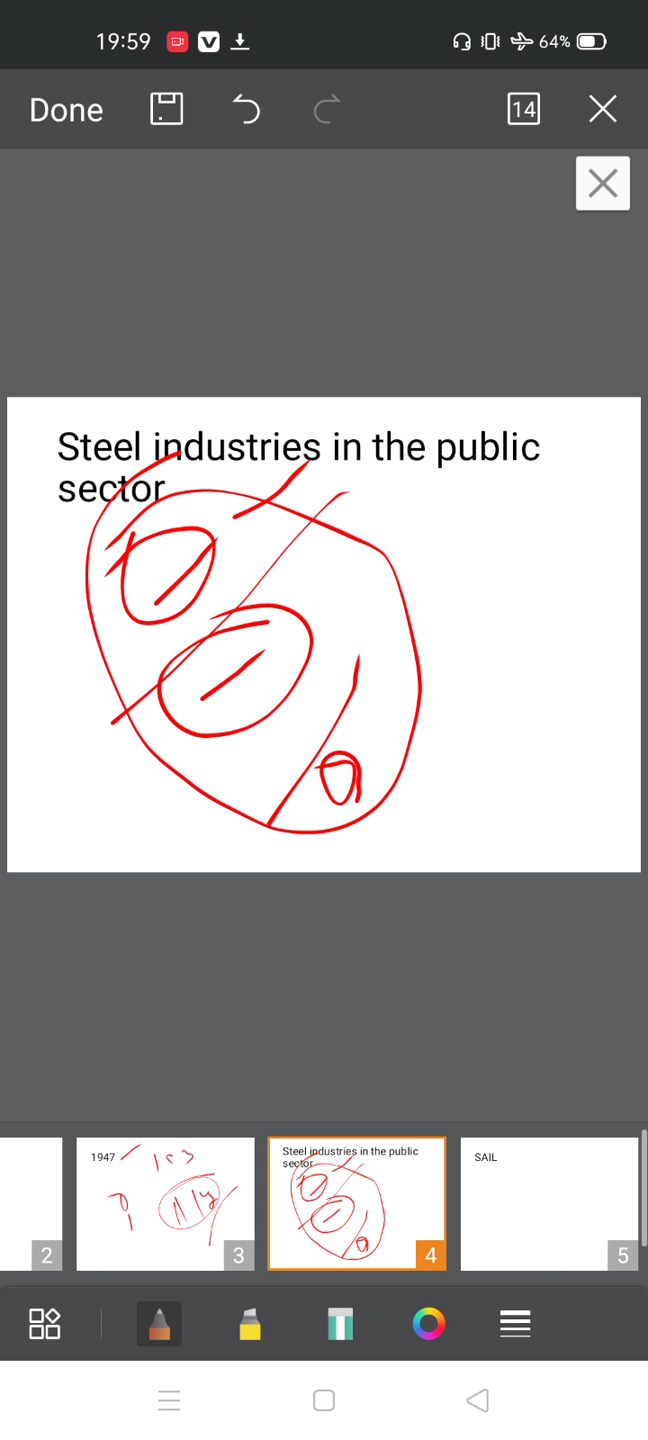 19:59
64%
Done
14
Steel industries in the public
sector
1947
Steel industries in the public
sector
SAIL
2
3
4
5